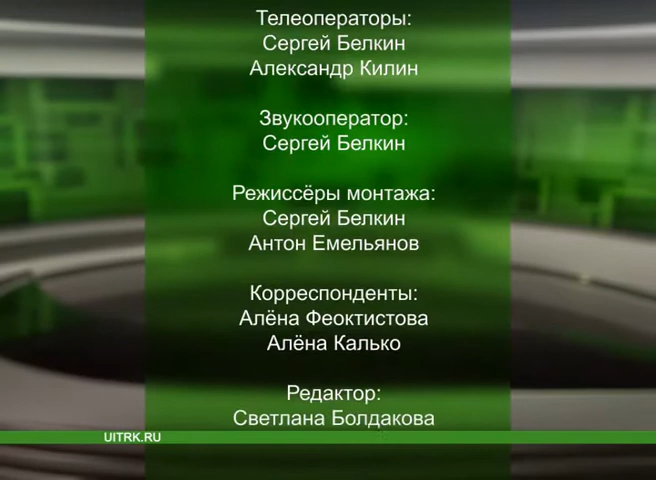 Телеоператоры:
Сергей Белкин
Александр Килин
Звукооператор:
Сергей Белкин
Режиссёры монтажа:
Сергей Белкин
Антон Емельянов
Корреспонденты:
Алёна Феоктистова
Алёна Калько
Редактор:
Светлана Болдакова
UITRK.RU